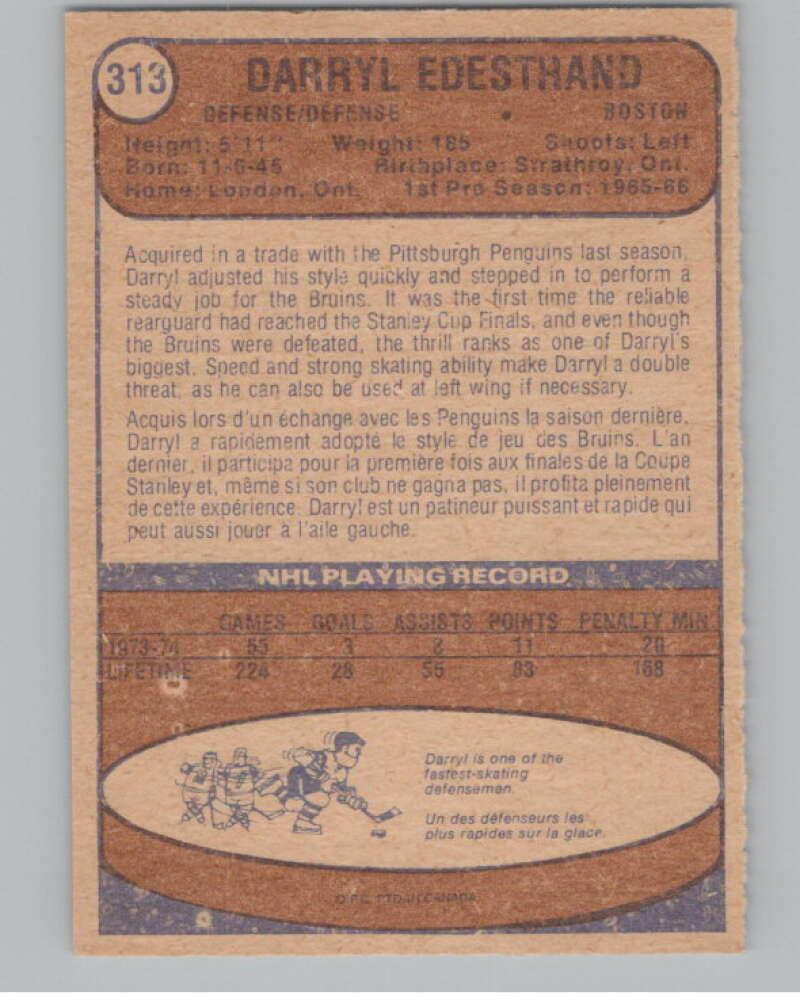 313
DARRYL EDESTRAND
DEFENSE/DEFENSE • BOSTON
Height: 5'11" Weight: 185 Shoots: Left
Born: 11-6-45 Birthplace: Strathroy, Ont.
Home: London, Ont. 1st Pro Season: 1965-66
Acquired in a trade with the Pittsburgh Penguins last season,
Darryl adjusted his style quickly and stepped in to perform a
steady job for the Bruins. It was the first time the reliable
rearguard had reached the Stanley Cup Finals, and even though
the Bruins were defeated, the thrill ranks as one of Darryl's
biggest. Speed and strong skating ability make Darryl a double
threat, as he can also be used at left wing if necessary.
Acquis lors d'un échange avec les Penguins la saison dernière,
Darryl a rapidement adopté le style de jeu des Bruins. L'an
dernier, il participa pour la première fois aux finales de la Coupe
Stanley et, même si son club ne gagna pas, il profita pleinement
de cette expérience. Darryl est un patineur puissant et rapide qui
peut aussi jouer à l'aile gauche.
NHL PLAYING RECORD
GAMES GOALS ASSISTS POINTS PENALTY MIN
1973-74 55 3 8 11 20
LIFETIME 224 28 55 83 168
Darryl is one of the
fastest-skating
defensemen.
Un des défenseurs les
plus rapides sur la glace.
PTD. IN CANADA